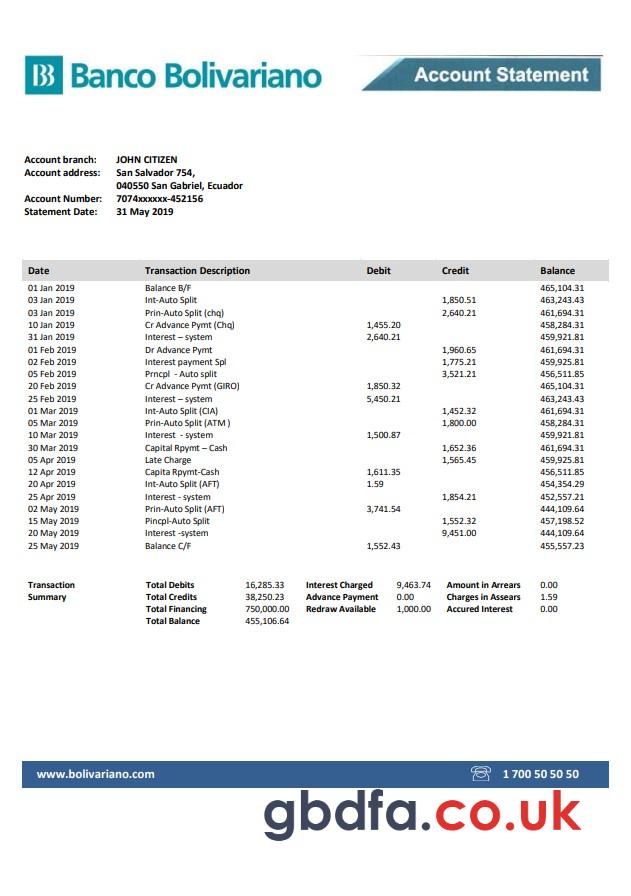 BB Banco Bolivariano
Account Statement
Account branch: JOHN CITIZEN
Account address: San Salvador 754,
040550 San Gabriel, Ecuador
Account Number: 7074xxxxxx-452156
Statement Date: 31 May 2019
Date Transaction Description Debit Credit Balance
01 Jan 2019 Balance B/F 465,104.31
03 Jan 2019 Int-Auto Split 1,850.51 463,243.43
03 Jan 2019 Prin-Auto Split (chq) 2,640.21 461,694.31
10 Jan 2019 Cr Advance Pymt (Chq) 1,455.20 458,284.31
31 Jan 2019 Interest – system 2,640.21 459,921.81
01 Feb 2019 Dr Advance Pymt 1,960.65 461,694.31
02 Feb 2019 Interest payment Spl 1,775.21 459,925.81
05 Feb 2019 Prncpl - Auto split 3,521.21 456,511.85
20 Feb 2019 Cr Advance Pymt (GIRO) 1,850.32 465,104.31
25 Feb 2019 Interest – system 5,450.21 463,243.43
01 Mar 2019 Int-Auto Split (CIA) 1,452.32 461,694.31
05 Mar 2019 Prin-Auto Split (ATM ) 1,800.00 458,284.31
10 Mar 2019 Interest - system 1,500.87 459,921.81
30 Mar 2019 Capital Rpymt – Cash 1,652.36 461,694.31
05 Apr 2019 Late Charge 1,565.45 459,925.81
12 Apr 2019 Capita Rpymt-Cash 1,611.35 456,511.85
20 Apr 2019 Int-Auto Split (AFT) 1.59 454,354.29
25 Apr 2019 Interest - system 1,854.21 452,557.21
02 May 2019 Prin-Auto Split (AFT) 3,741.54 444,109.64
15 May 2019 Pincpl-Auto Split 1,552.32 457,198.52
20 May 2019 Interest -system 9,451.00 444,109.64
25 May 2019 Balance C/F 1,552.43 455,557.23
Transaction Total Debits 16,285.33 Interest Charged 9,463.74 Amount in Arrears 0.00
Summary Total Credits 38,250.23 Advance Payment 0.00 Charges in Assears 1.59
Total Financing 750,000.00 Redraw Available 1,000.00 Accured Interest 0.00
Total Balance 455,106.64
www.bolivariano.com 1 700 50 50 50
gbdfa.co.uk